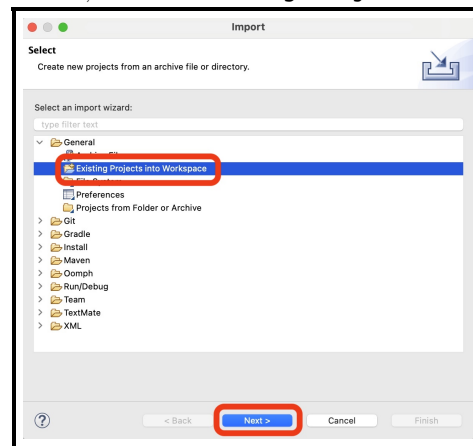 Import
Select
Create new projects from an archive file or directory.
Select an import wizard:
type filter text
General
Existing Projects into Workspace
Preferences
Projects from Folder or Archive
Git
Gradle
Install
Maven
Oomph
Run/Debug
Team
TextMate
XML
?
< Back
Next >
Cancel
Finish